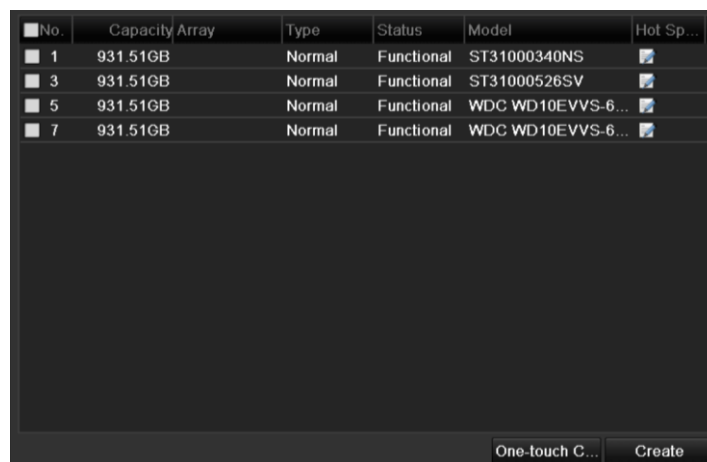 No. Capacity Array Type Status Model Hot Sp...
1 931.51GB Normal Functional ST31000340NS
3 931.51GB Normal Functional ST31000526SV
5 931.51GB Normal Functional WDC WD10EVVS-6...
7 931.51GB Normal Functional WDC WD10EVVS-6...
One-touch C... Create